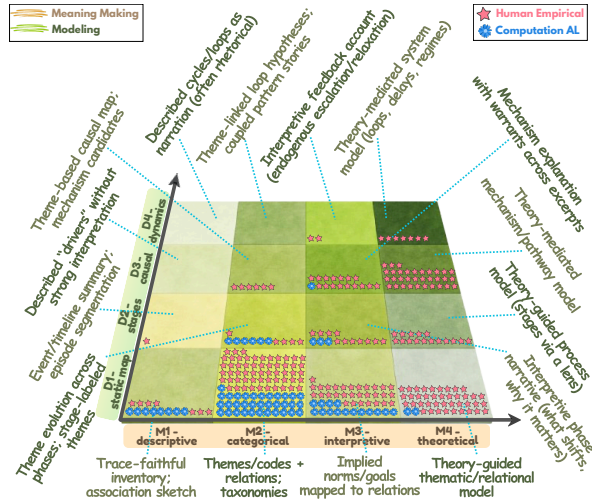 Meaning Making
Modeling
Human Empirical
Computation AL
Described cycles/loops as
narration (often rhetorical)
Theme-linked loop hypotheses;
coupled pattern stories
Interpretive feedback account
(endogenous escalation/relaxation)
Theory-mediated system
model (loops, delays, regimes)
Mechanism explanation
with warrants across excerpts
Theme-based causal map;
mechanism candidates
Theory-mediated
mechanism/pathway model
Described "drivers" without
strong interpretation
Theory-guided process
model (stages via a lens)
Event/timeline summary;
episode segmentation
Interpretive phase
narrative (what shifts,
why it matters)
Theme evolution across
phases; stage-labeled
themes
D4 -
dynamics
D3 -
causal
D2 -
stages
D1 -
static map
M1 -
descriptive
M2 -
categorical
M3 -
interpretive
M4 -
theoretical
Trace-faithful
inventory;
association sketch
Themes/codes +
relations;
taxonomies
Implied
norms/goals
mapped to relations
Theory-guided
thematic/relational
model